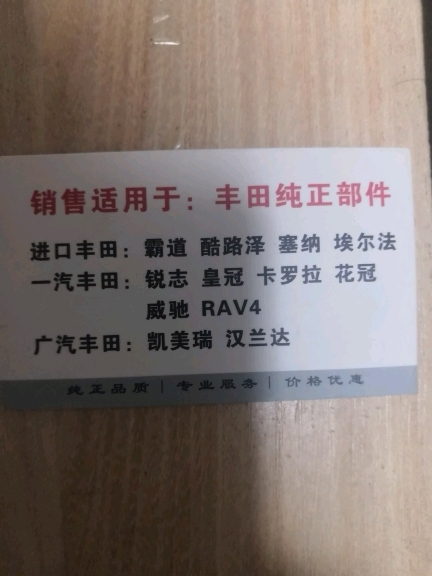 销售适用于：丰田纯正部件
进口丰田：霸道 酷路泽 塞纳 埃尔法
一汽丰田：锐志 皇冠 卡罗拉 花冠
威驰 RAV4
广汽丰田：凯美瑞 汉兰达
纯正品质｜专业服务｜价格优惠